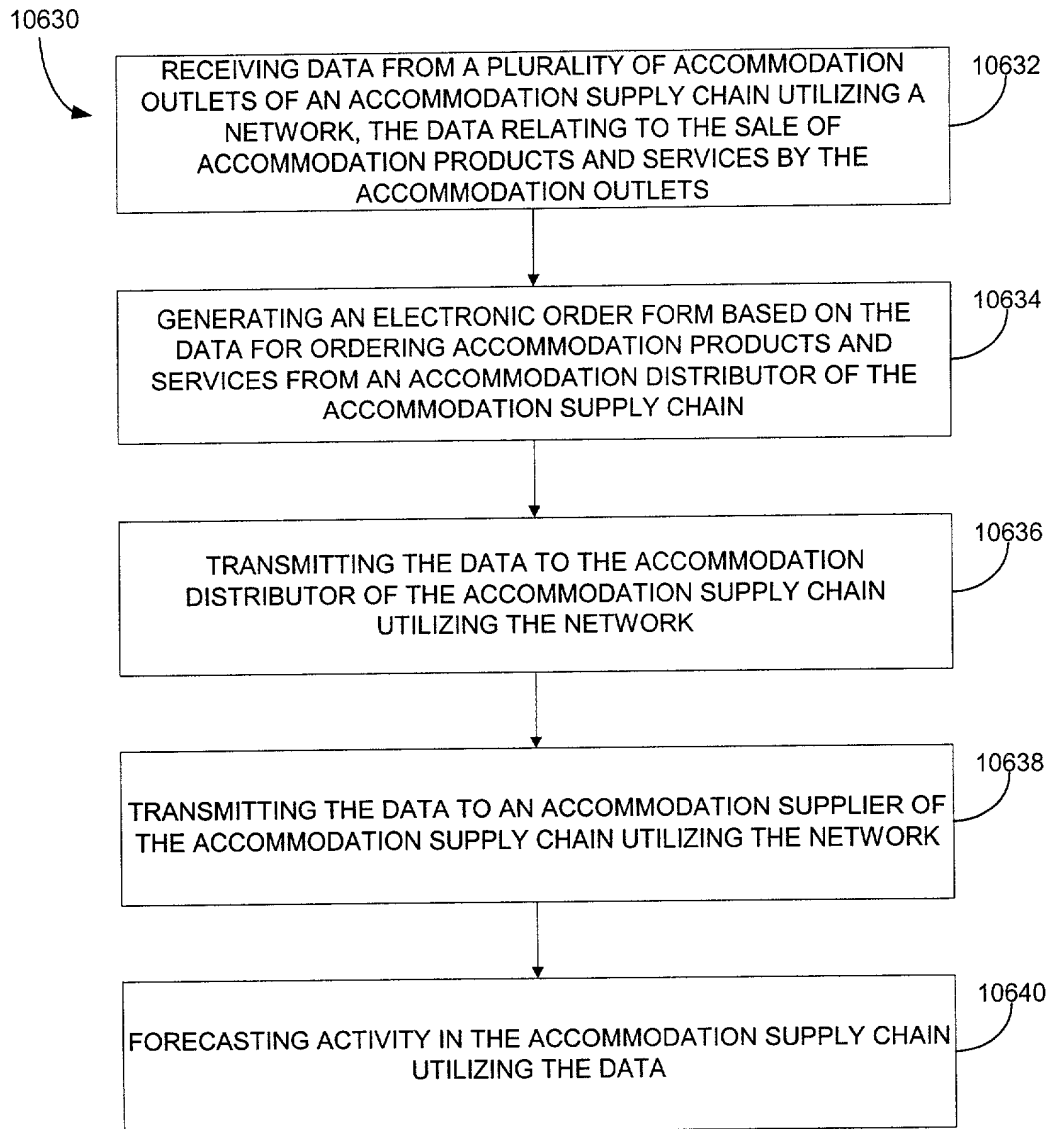 10630
RECEIVING DATA FROM A PLURALITY OF ACCOMMODATION
OUTLETS OF AN ACCOMMODATION SUPPLY CHAIN UTILIZING A
NETWORK, THE DATA RELATING TO THE SALE OF
ACCOMMODATION PRODUCTS AND SERVICES BY THE
ACCOMMODATION OUTLETS
10632
GENERATING AN ELECTRONIC ORDER FORM BASED ON THE
DATA FOR ORDERING ACCOMMODATION PRODUCTS AND
SERVICES FROM AN ACCOMMODATION DISTRIBUTOR OF THE
ACCOMMODATION SUPPLY CHAIN
10634
TRANSMITTING THE DATA TO THE ACCOMMODATION
DISTRIBUTOR OF THE ACCOMMODATION SUPPLY CHAIN
UTILIZING THE NETWORK
10636
TRANSMITTING THE DATA TO AN ACCOMMODATION SUPPLIER OF
THE ACCOMMODATION SUPPLY CHAIN UTILIZING THE NETWORK
10638
FORECASTING ACTIVITY IN THE ACCOMMODATION SUPPLY CHAIN
UTILIZING THE DATA
10640